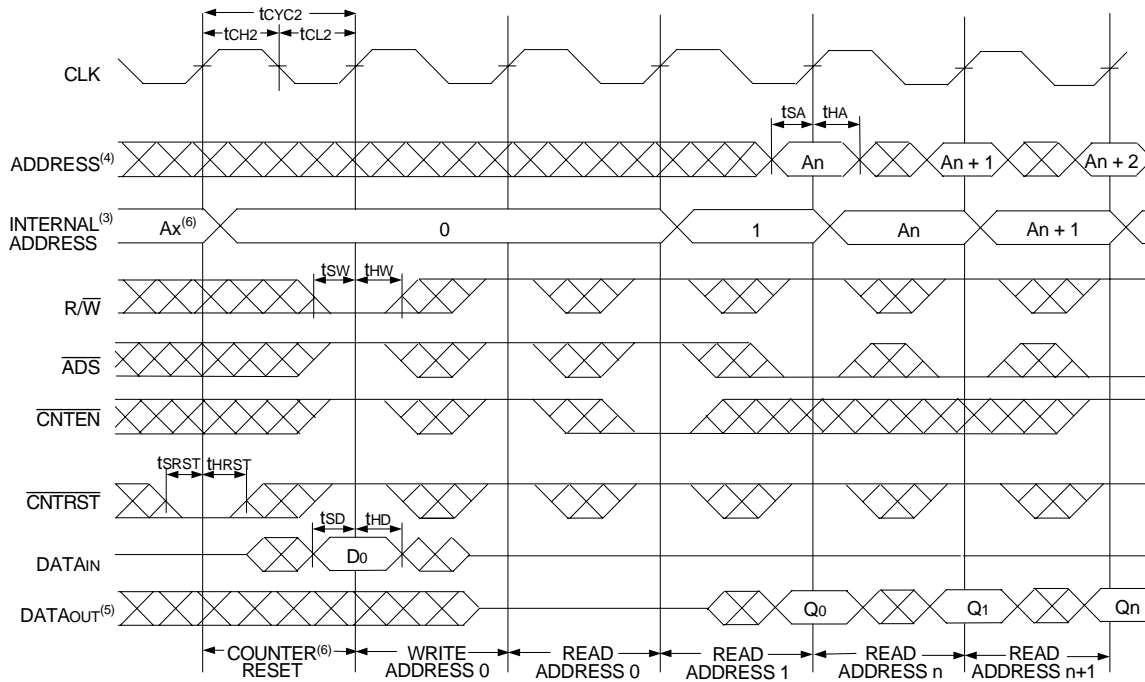 tCYC2
tCH2 tCL2
CLK
tSA tHA
ADDRESS(4) An An + 1 An + 2
INTERNAL(3)
ADDRESS Ax(6) 0 1 An An + 1
tSW tHW
R/W
ADS
CNTEN
tSRST tHRST
CNTRST
tSD tHD
DATAIN D0
DATAOUT(5) Q0 Q1 Qn
COUNTER(6) WRITE READ READ READ READ
RESET ADDRESS 0 ADDRESS 0 ADDRESS 1 ADDRESS n ADDRESS n+1